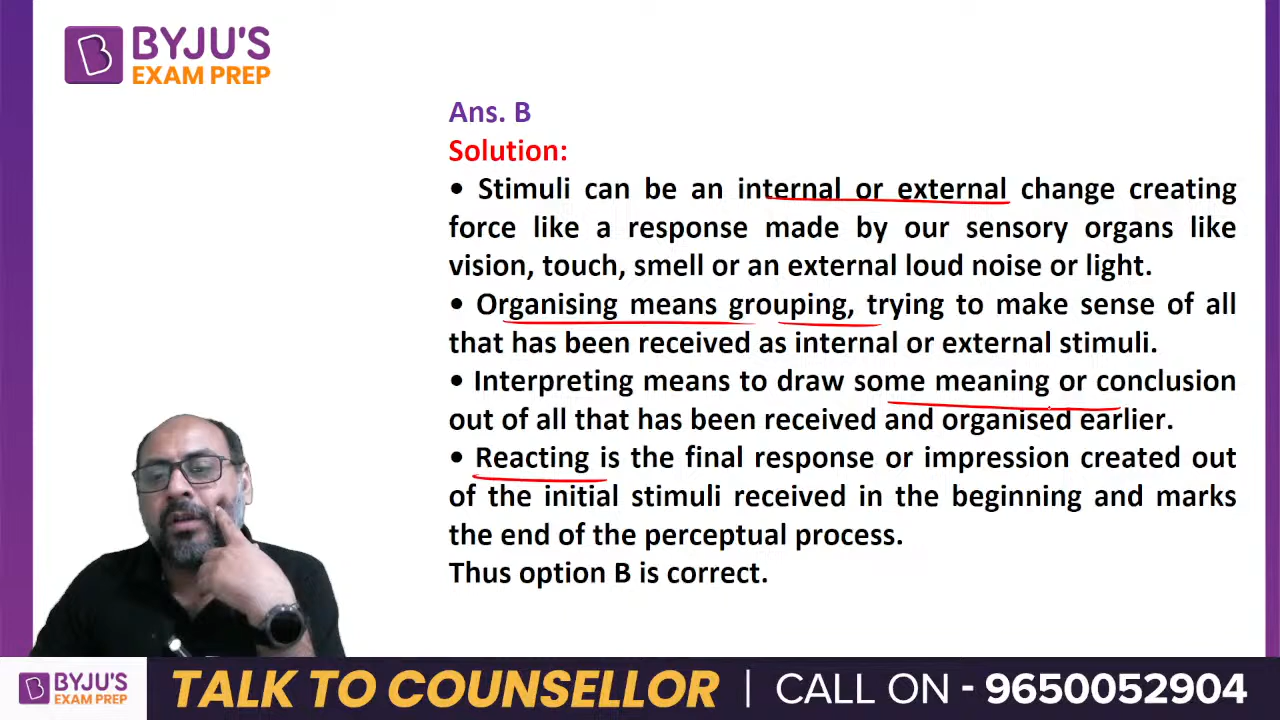 BYJU'S
EXAM PREP
Ans. B
Solution:
• Stimuli can be an internal or external change creating
force like a response made by our sensory organs like
vision, touch, smell or an external loud noise or light.
• Organising means grouping, trying to make sense of all
that has been received as internal or external stimuli.
• Interpreting means to draw some meaning or conclusion
out of all that has been received and organised earlier.
• Reacting is the final response or impression created out
of the initial stimuli received in the beginning and marks
the end of the perceptual process.
Thus option B is correct.
BYJU'S
EXAM PREP
TALK TO COUNSELLOR | CALL ON - 9650052904